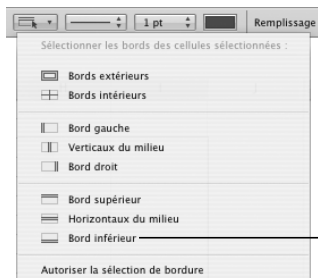 1 pt Remplissage
Sélectionner les bords des cellules sélectionnées :
Bords extérieurs
Bords intérieurs
Bord gauche
Verticaux du milieu
Bord droit
Bord supérieur
Horizontaux du milieu
Bord inférieur
Autoriser la sélection de bordure